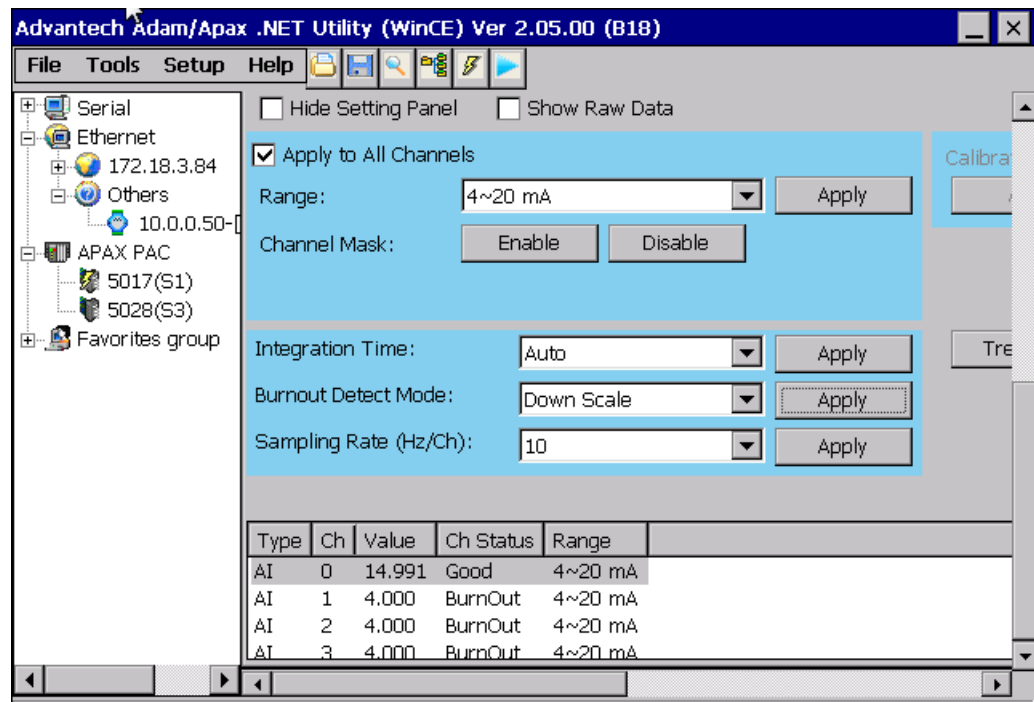 Advantech Adam/Apax .NET Utility (WinCE) Ver 2.05.00 (B18)
File Tools Setup Help
Serial
Ethernet
172.18.3.84
Others
10.0.0.50-[
APAX PAC
5017(S1)
5028(S3)
Favorites group
Hide Setting Panel Show Raw Data
Apply to All Channels
Range: 4~20 mA Apply
Channel Mask: Enable Disable
Calibra
Integration Time: Auto Apply
Tre
Burnout Detect Mode: Down Scale Apply
Sampling Rate (Hz/Ch): 10 Apply
Type Ch Value Ch Status Range
AI 0 14.991 Good 4~20 mA
AI 1 4.000 BurnOut 4~20 mA
AI 2 4.000 BurnOut 4~20 mA
AI 3 4.000 BurnOut 4~20 mA